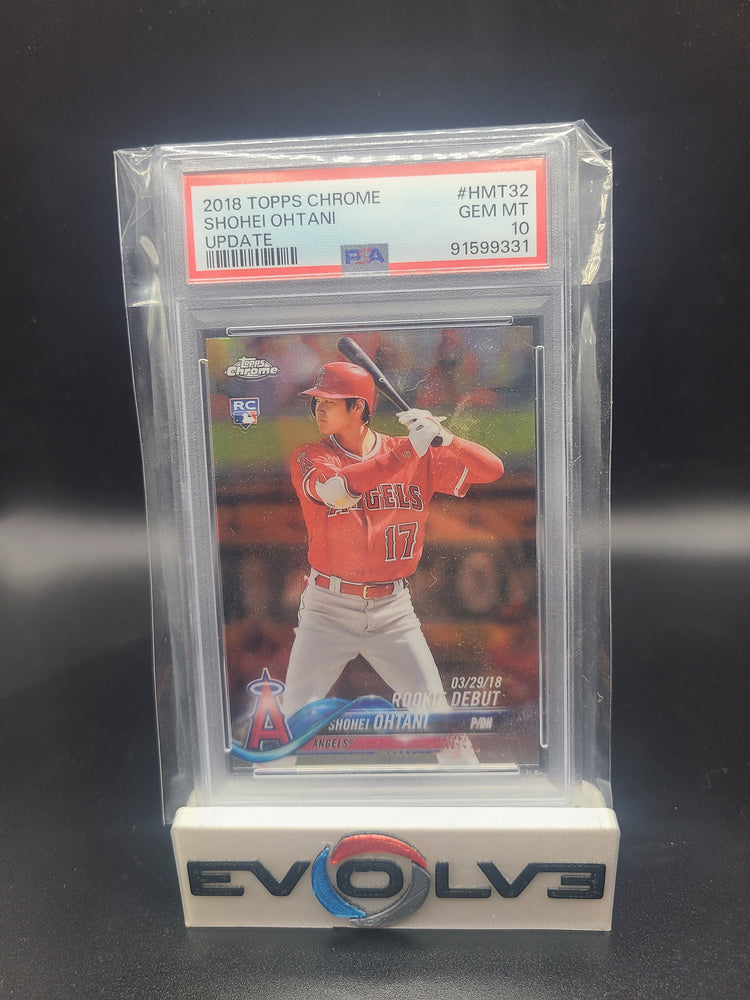 2018 TOPPS CHROME #HMT32
SHOHEI OHTANI GEM MT
UPDATE 10
PSA 91599331
Topps
Chrome
RC
ANGELS
17
03/29/18
ROOKIE DEBUT
SHOHEI OHTANI P/DH
ANGELS
EVOLVE